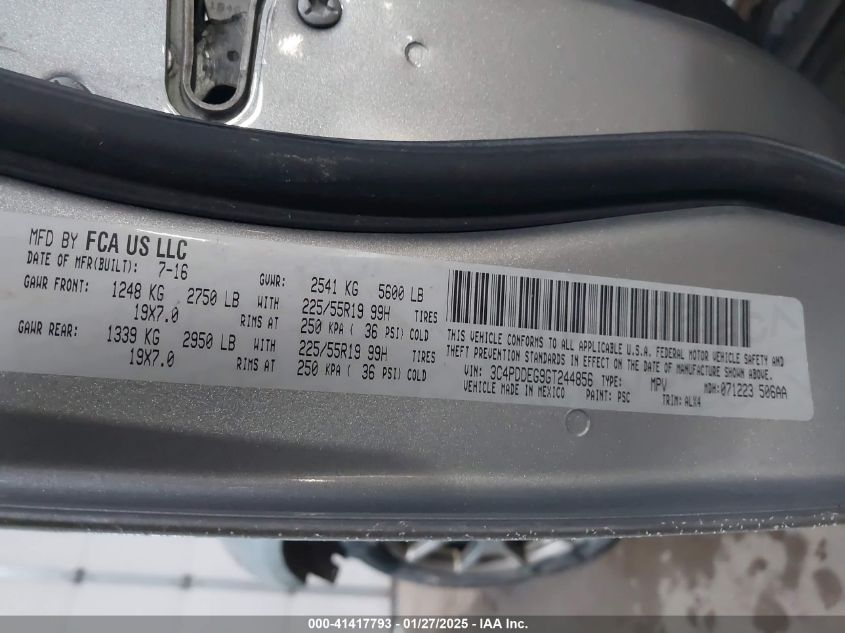 MFD BY FCA US LLC
DATE OF MFR(BUILT): 7-16
GVWR: 2541 KG 5600 LB
GAWR FRONT: 1248 KG 2750 LB WITH 225/55R19 99H TIRES
19X7.0 RIMS AT 250 KPA ( 36 PSI) COLD
GAWR REAR: 1339 KG 2950 LB WITH 225/55R19 99H TIRES
19X7.0 RIMS AT 250 KPA ( 36 PSI) COLD
THIS VEHICLE CONFORMS TO ALL APPLICABLE U.S.A. FEDERAL MOTOR VEHICLE SAFETY AND
THEFT PREVENTION STANDARDS IN EFFECT ON THE DATE OF MANUFACTURE SHOWN ABOVE.
VIN: 3C4PDDEG9GT244856 TYPE: MPV MDH:071223 506AA
VEHICLE MADE IN MEXICO PAINT: PSC TRIM: ALX4
000-41417793 - 01/27/2025 - IAA Inc.